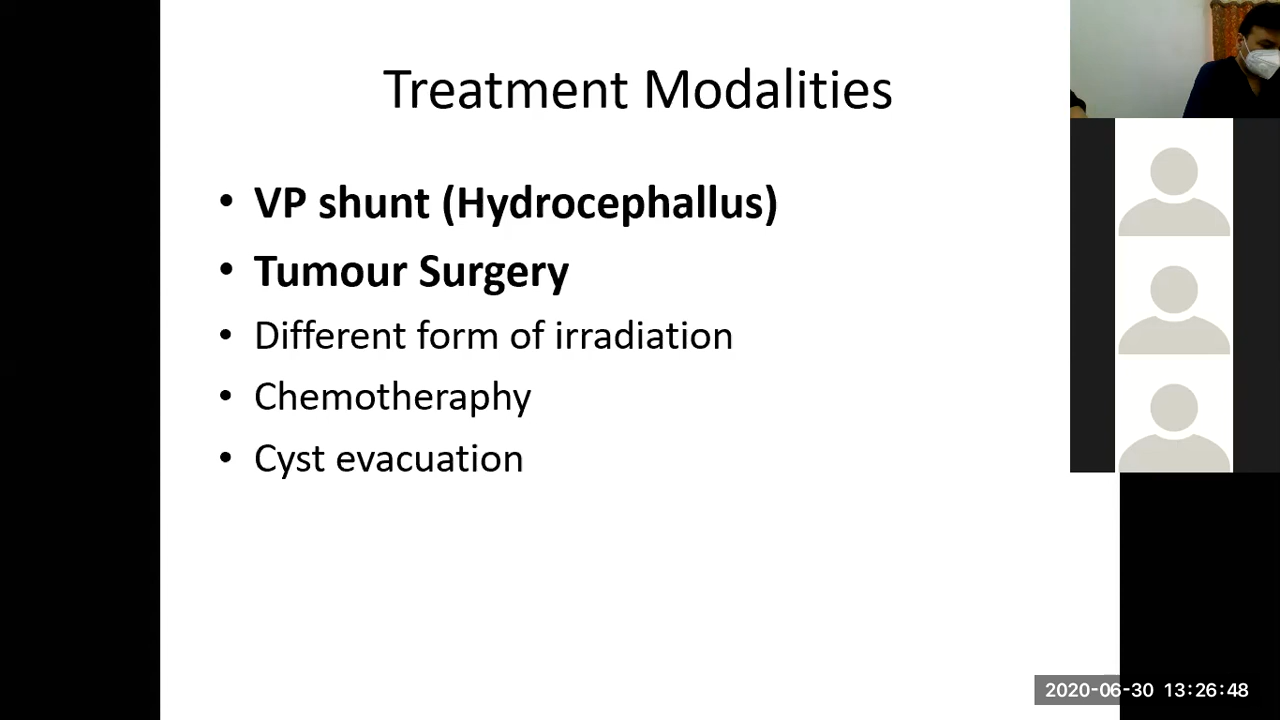 Treatment Modalities
• VP shunt (Hydrocephallus)
• Tumour Surgery
• Different form of irradiation
• Chemotheraphy
• Cyst evacuation
2020-06-30 13:26:48